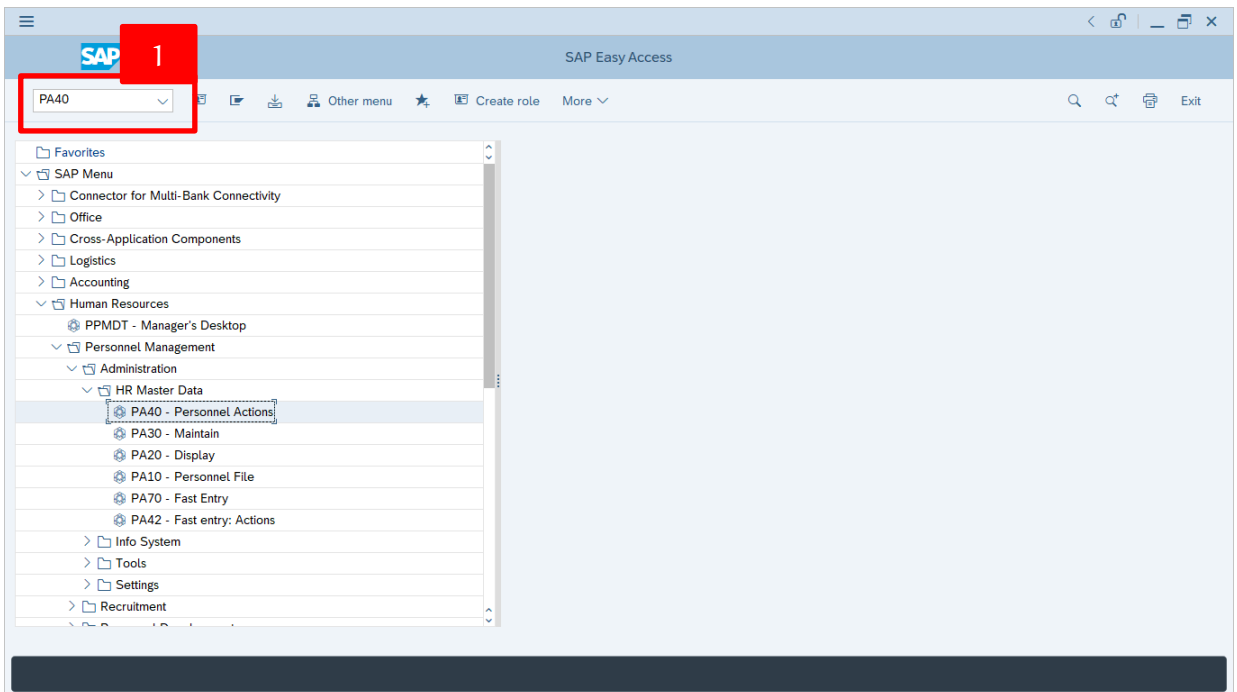 SAP
1
SAP Easy Access
PA40
Other menu
Create role
More
Exit
Favorites
SAP Menu
Connector for Multi-Bank Connectivity
Office
Cross-Application Components
Logistics
Accounting
Human Resources
PPMDT - Manager's Desktop
Personnel Management
Administration
HR Master Data
PA40 - Personnel Actions
PA30 - Maintain
PA20 - Display
PA10 - Personnel File
PA70 - Fast Entry
PA42 - Fast entry: Actions
Info System
Tools
Settings
Recruitment